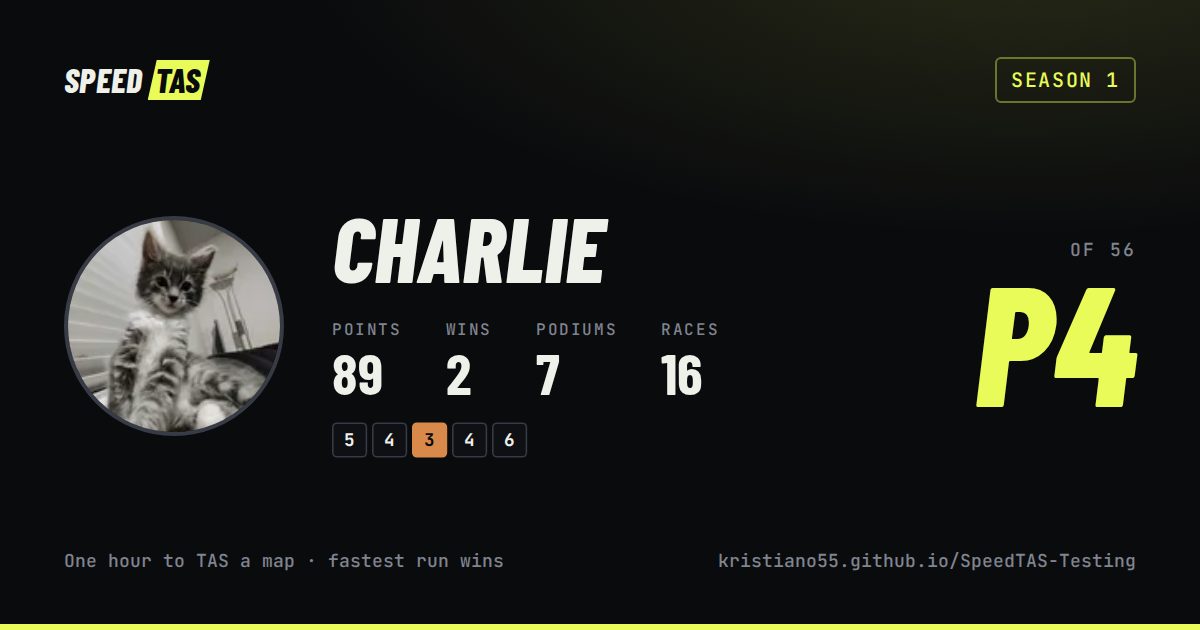 SPEED TAS
SEASON 1
CHARLIE
OF 56
P4
POINTS WINS PODIUMS RACES
89 2 7 16
5 4 3 4 6
One hour to TAS a map · fastest run wins
kristiano55.github.io/SpeedTAS-Testing